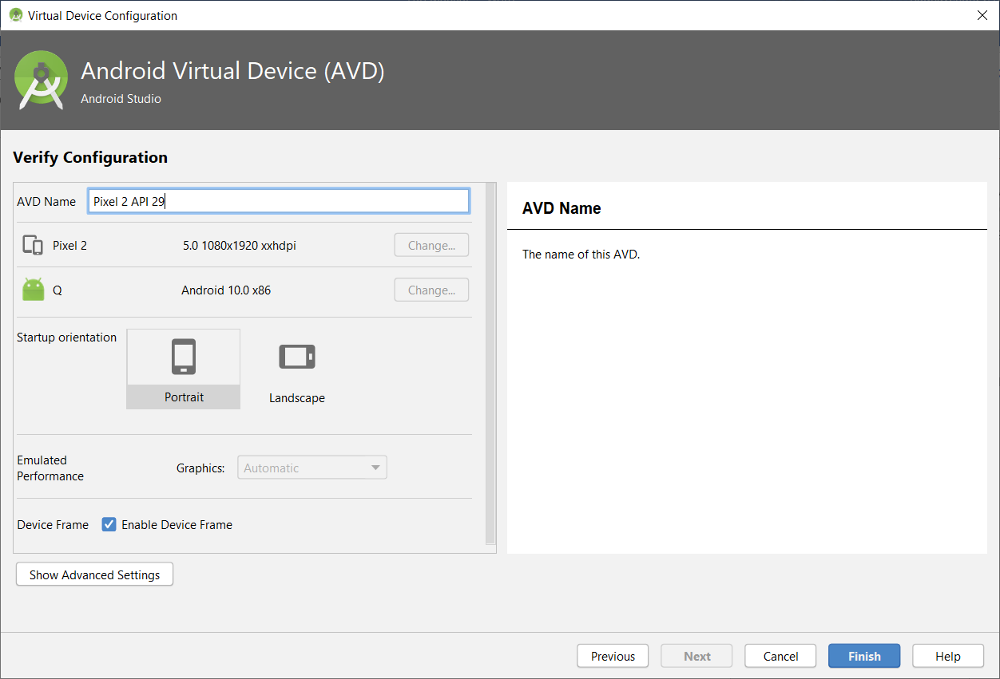 Virtual Device Configuration
Android Virtual Device (AVD)
Android Studio
Verify Configuration
AVD Name Pixel 2 API 29
Pixel 2 5.0 1080x1920 xxhdpi Change...
Q Android 10.0 x86 Change...
Startup orientation
Portrait Landscape
Emulated
Performance
Graphics: Automatic
Device Frame Enable Device Frame
Show Advanced Settings
AVD Name
The name of this AVD.
Previous Next Cancel Finish Help